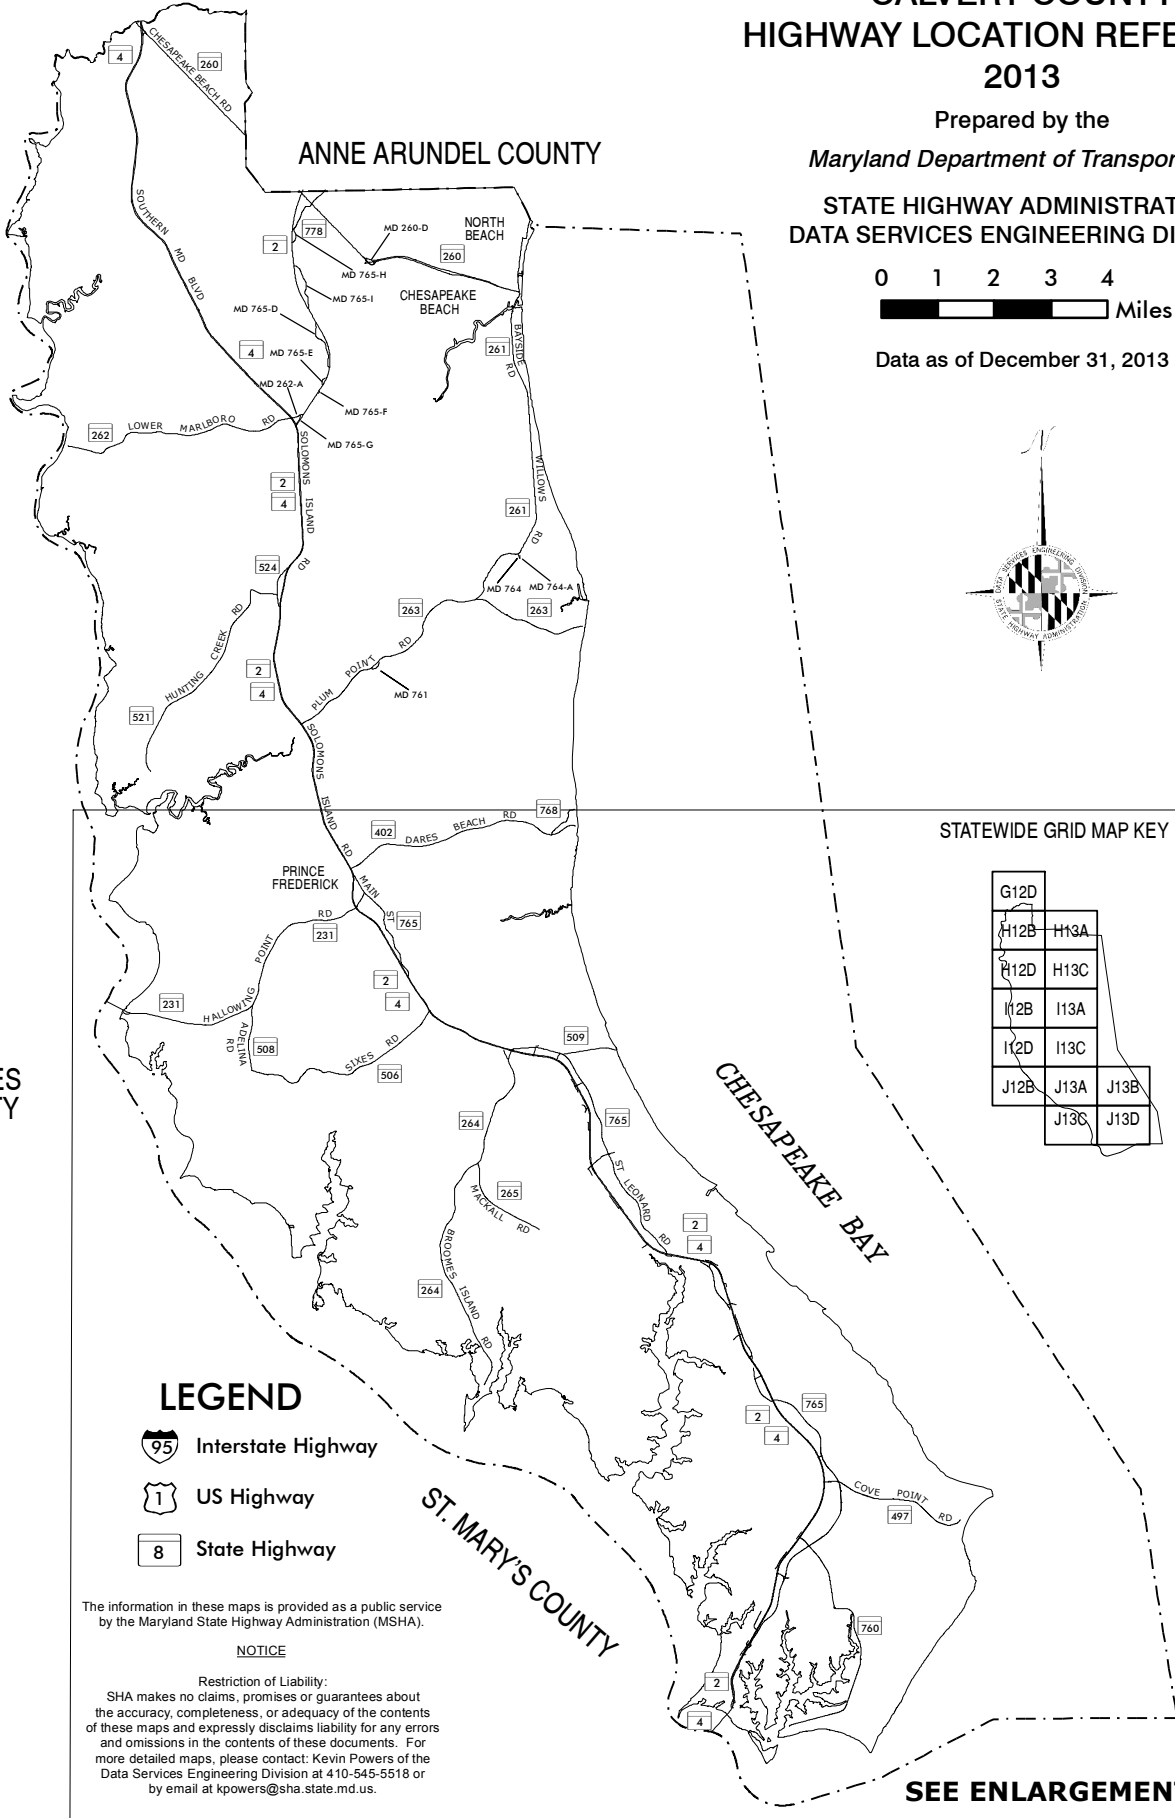 CALVERT COUNTY
HIGHWAY LOCATION REFE
2013
Prepared by the
Maryland Department of Transpor
STATE HIGHWAY ADMINISTRAT
DATA SERVICES ENGINEERING DI
0 1 2 3 4
Miles
Data as of December 31, 2013
DATA SERVICES ENGINEERING DIVISION
STATE HIGHWAY ADMINISTRATION
ANNE ARUNDEL COUNTY
4
CHESAPEAKE BEACH RD
260
SOUTHERN MD BLVD
778
2
MD 260-D
NORTH
BEACH
260
MD 765-H
MD 765-I
CHESAPEAKE
BEACH
MD 765-D
261
BAYSIDE RD
4
MD 765-E
MD 262-A
MD 765-F
MD 765-G
262
LOWER MARLBORO RD
SOLOMONS ISLAND RD
2
4
WILLOWS RD
261
524
MD 764
MD 764-A
263
263
HUNTING CREEK RD
2
4
PLUM POINT RD
MD 761
521
SOLOMONS ISLAND RD
768
402
DARES BEACH RD
PRINCE
FREDERICK
MAIN ST
765
RD
231
POINT
2
4
231
HALLOWING
ADELINA RD
508
SIXES RD
506
509
ES
TY
264
765
265
MACKALL RD
ST LEONARD RD
2
4
BROOMES ISLAND RD
264
CHESAPEAKE BAY
765
2
4
COVE POINT RD
497
760
2
4
ST. MARY'S COUNTY
STATEWIDE GRID MAP KEY
G12D
H12B H13A
H12D H13C
I12B I13A
I12D I13C
J12B J13A J13B
J13C J13D
LEGEND
95 Interstate Highway
1 US Highway
8 State Highway
The information in these maps is provided as a public service
by the Maryland State Highway Administration (MSHA).
NOTICE
Restriction of Liability:
SHA makes no claims, promises or guarantees about
the accuracy, completeness, or adequacy of the contents
of these maps and expressly disclaims liability for any errors
and omissions in the contents of these documents. For
more detailed maps, please contact: Kevin Powers of the
Data Services Engineering Division at 410-545-5518 or
by email at kpowers@sha.state.md.us.
SEE ENLARGEMENT